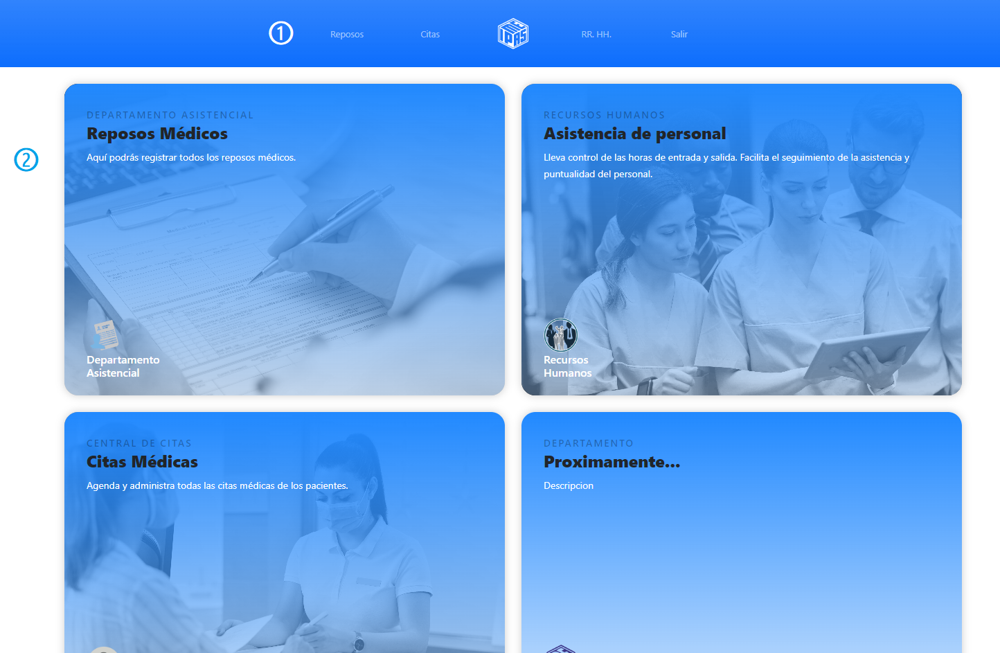 1
Reposos
Citas
RR. HH.
Salir
2
DEPARTAMENTO ASISTENCIAL
Reposos Médicos
Aquí podrás registrar todos los reposos médicos.
Departamento
Asistencial
RECURSOS HUMANOS
Asistencia de personal
Lleva control de las horas de entrada y salida. Facilita el seguimiento de la asistencia y
puntualidad del personal.
Recursos
Humanos
CENTRAL DE CITAS
Citas Médicas
Agenda y administra todas las citas médicas de los pacientes.
DEPARTAMENTO
Proximamente...
Descripcion